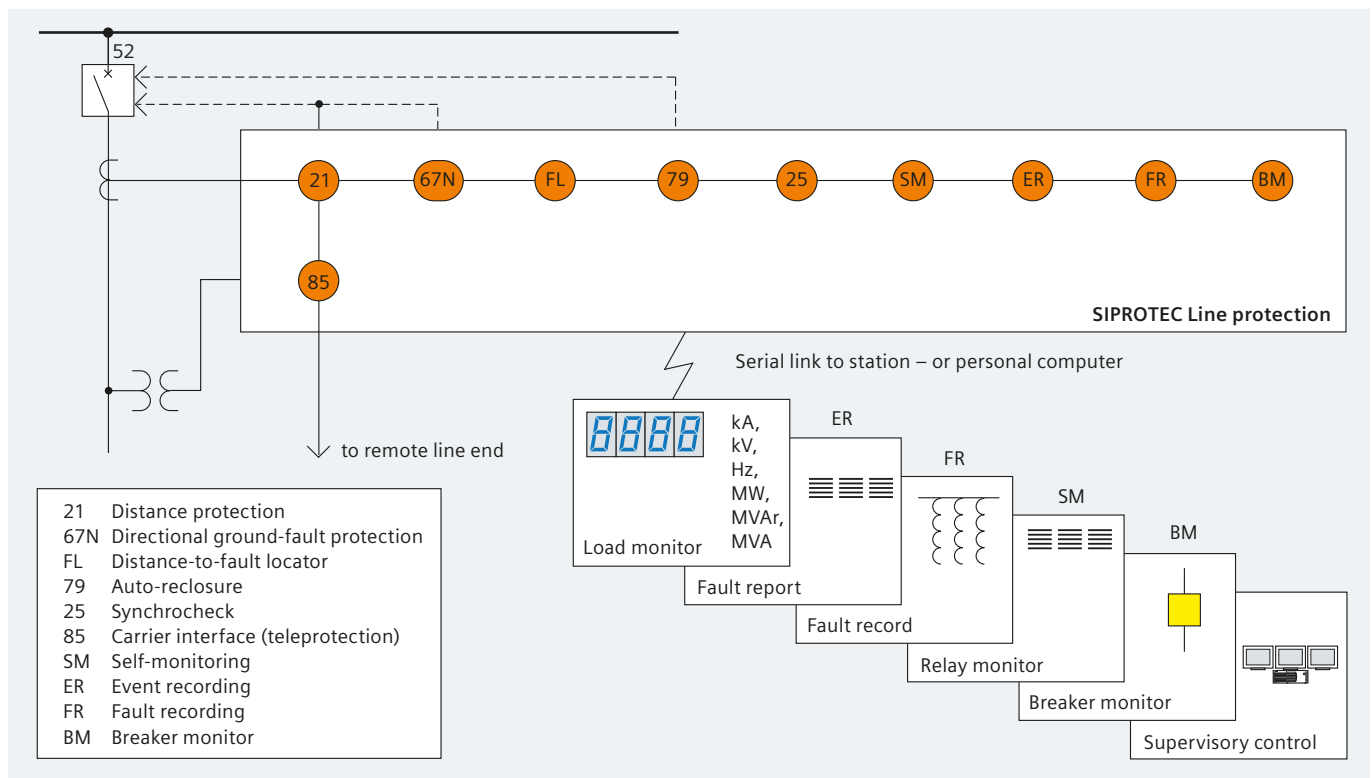 52
21 67N FL 79 25 SM ER FR BM
85
SIPROTEC Line protection
Serial link to station – or personal computer
to remote line end
8888
kA,
kV,
Hz,
MW,
MVAr,
MVA
Load monitor
ER
Fault report
FR
Fault record
SM
Relay monitor
BM
Breaker monitor
Supervisory control
21 Distance protection
67N Directional ground-fault protection
FL Distance-to-fault locator
79 Auto-reclosure
25 Synchrocheck
85 Carrier interface (teleprotection)
SM Self-monitoring
ER Event recording
FR Fault recording
BM Breaker monitor